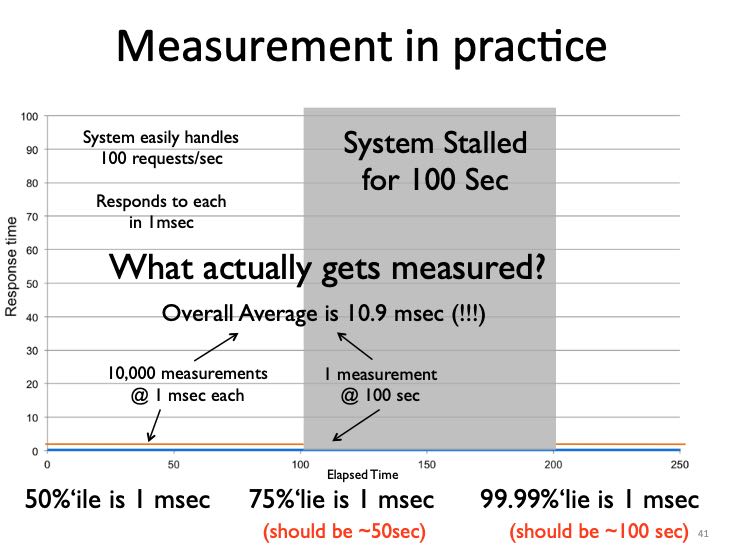 Measurement in practice
100
90
80
70
60
50
40
30
20
10
0
Response time
System easily handles
100 requests/sec
Responds to each
in 1msec
System Stalled
for 100 Sec
What actually gets measured?
Overall Average is 10.9 msec (!!!)
10,000 measurements
@ 1 msec each
1 measurement
@ 100 sec
0 50 100 150 200 250
Elapsed Time
50%‘ile is 1 msec
75%‘lie is 1 msec
(should be ~50sec)
99.99%‘lie is 1 msec
(should be ~100 sec)
41